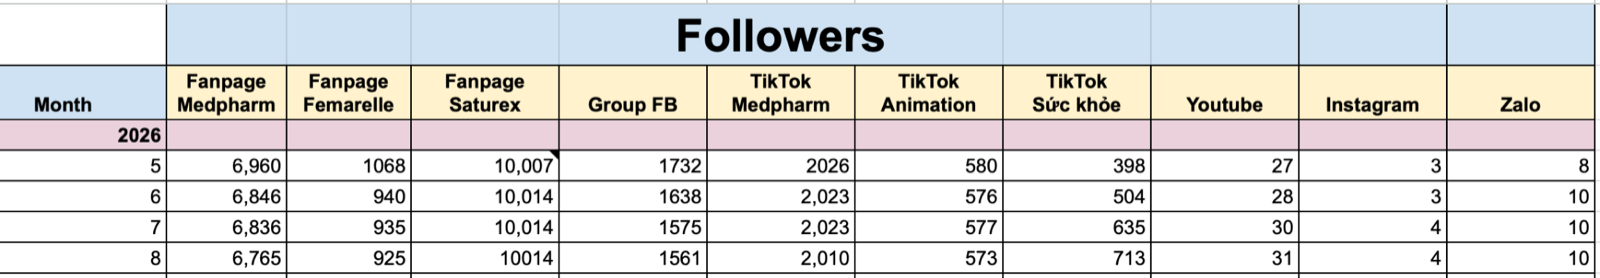 Followers
Month Fanpage Medpharm Fanpage Femarelle Fanpage Saturex Group FB TikTok Medpharm TikTok Animation TikTok Sức khỏe Youtube Instagram Zalo
2026
5 6,960 1068 10,007 1732 2026 580 398 27 3 8
6 6,846 940 10,014 1638 2,023 576 504 28 3 10
7 6,836 935 10,014 1575 2,023 577 635 30 4 10
8 6,765 925 10014 1561 2,010 573 713 31 4 10